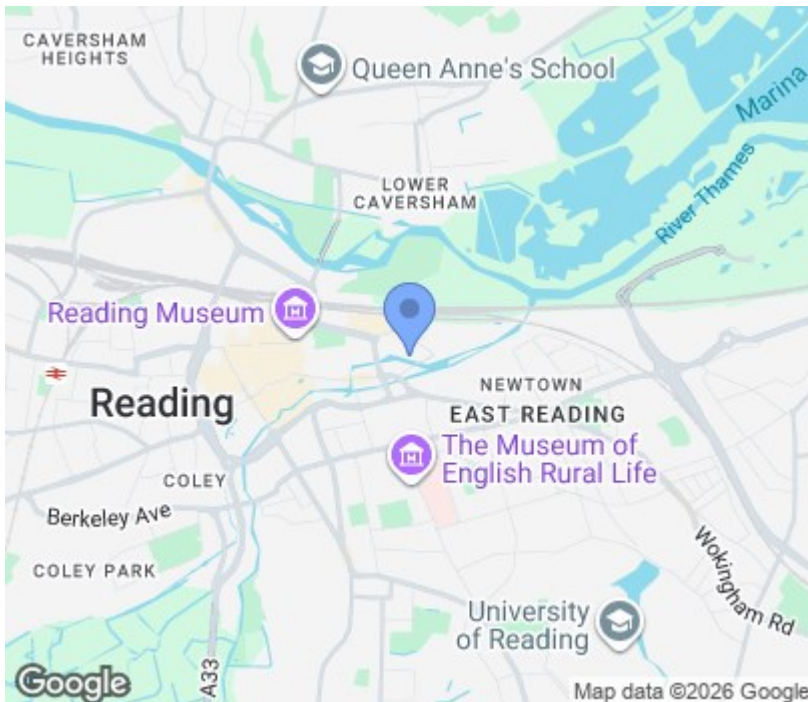 CAVERSHAM
HEIGHTS
Queen Anne's School
Marina
LOWER
CAVERSHAM
River Thames
Reading Museum
Reading
NEWTOWN
EAST READING
The Museum of
English Rural Life
COLEY
Berkeley Ave
Wokingham Rd
COLEY PARK
University
of Reading
A33
Google
Map data ©2026 Google